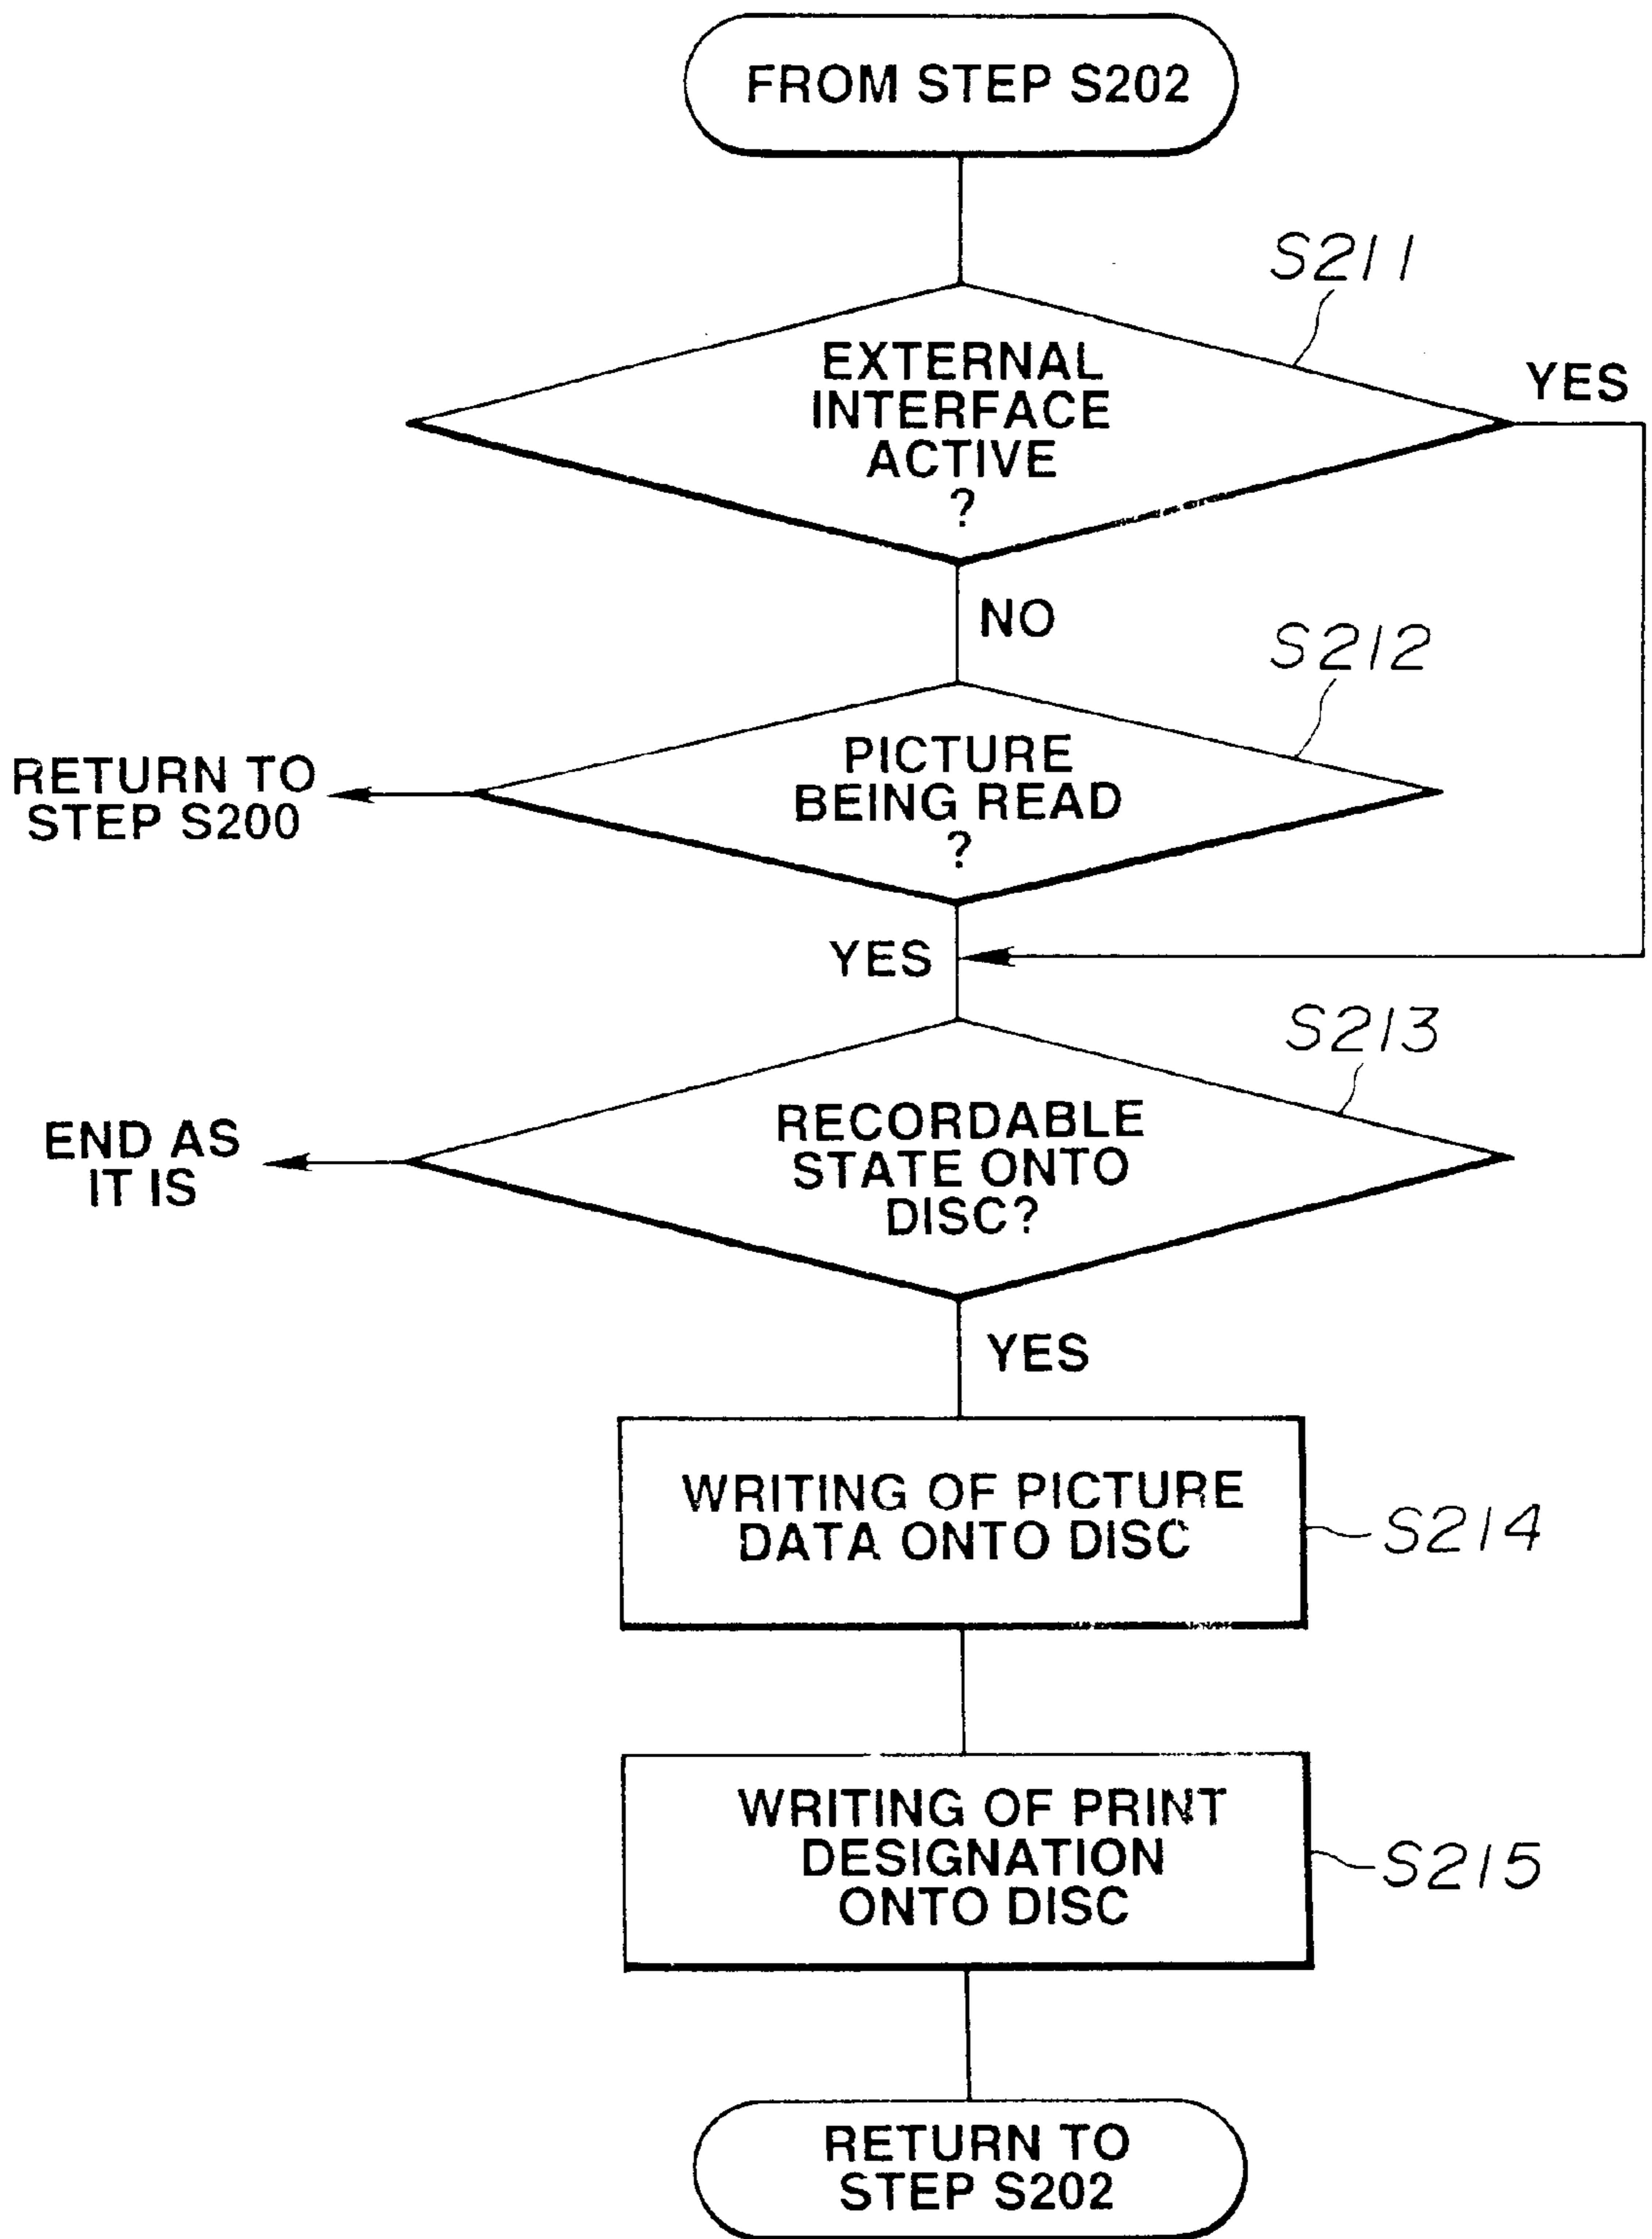 FROM STEP S202
S211
EXTERNAL
INTERFACE
ACTIVE
?
YES
NO
S212
PICTURE
BEING READ
?
RETURN TO
STEP S200
YES
S213
RECORDABLE
STATE ONTO
DISC?
END AS
IT IS
YES
WRITING OF PICTURE
DATA ONTO DISC
S214
WRITING OF PRINT
DESIGNATION
ONTO DISC
S215
RETURN TO
STEP S202